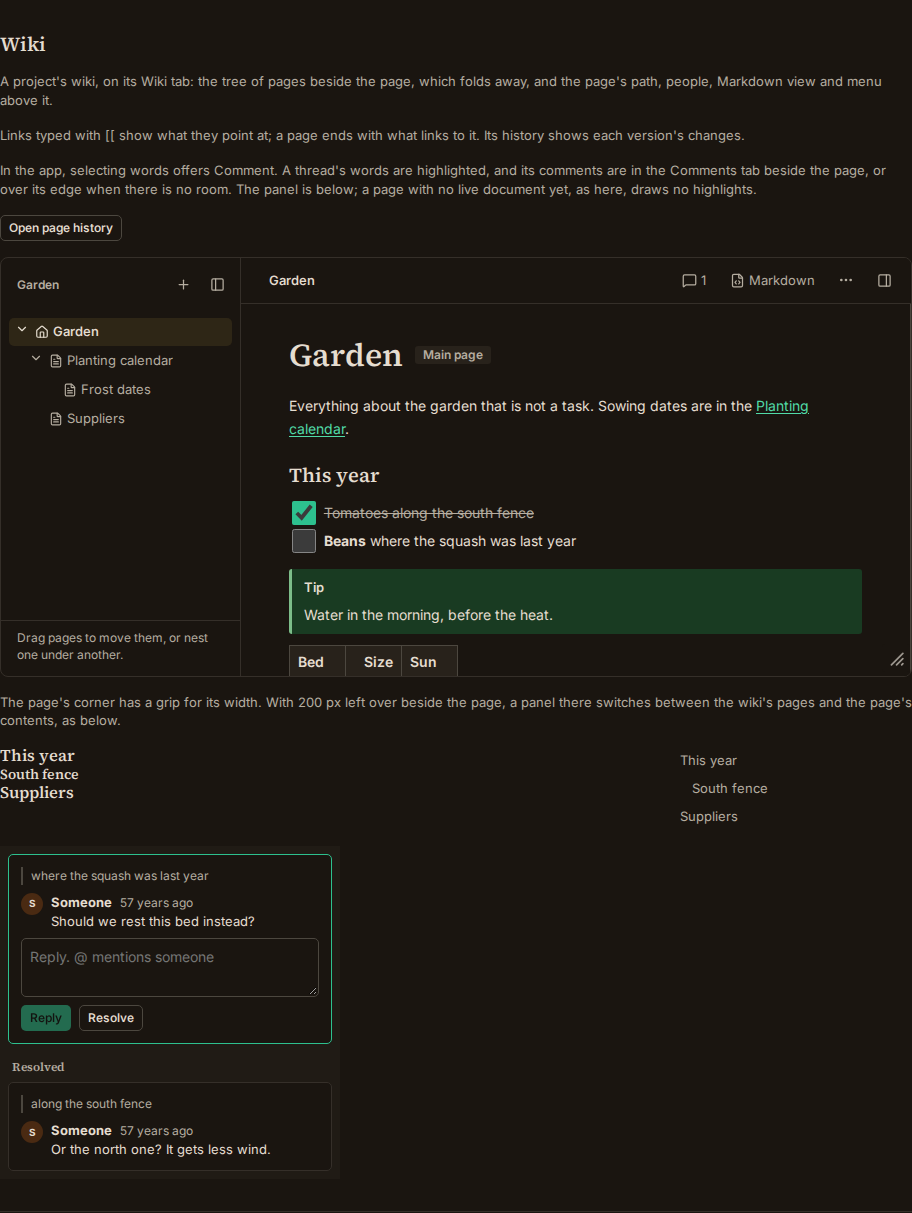 Wiki
A project's wiki, on its Wiki tab: the tree of pages beside the page, which folds away, and the page's path, people, Markdown view and menu
above it.
Links typed with [[ show what they point at; a page ends with what links to it. Its history shows each version's changes.
In the app, selecting words offers Comment. A thread's words are highlighted, and its comments are in the Comments tab beside the page, or
over its edge when there is no room. The panel is below; a page with no live document yet, as here, draws no highlights.
Open page history
Garden
Garden
Planting calendar
Frost dates
Suppliers
Drag pages to move them, or nest
one under another.
Garden
1
Markdown
Garden
Main page
Everything about the garden that is not a task. Sowing dates are in the Planting
calendar.
This year
Tomatoes along the south fence
Beans where the squash was last year
Tip
Water in the morning, before the heat.
Bed Size Sun
The page's corner has a grip for its width. With 200 px left over beside the page, a panel there switches between the wiki's pages and the page's
contents, as below.
This year
South fence
Suppliers
This year
South fence
Suppliers
where the squash was last year
S
Someone 57 years ago
Should we rest this bed instead?
Reply. @ mentions someone
Reply
Resolve
Resolved
along the south fence
S
Someone 57 years ago
Or the north one? It gets less wind.